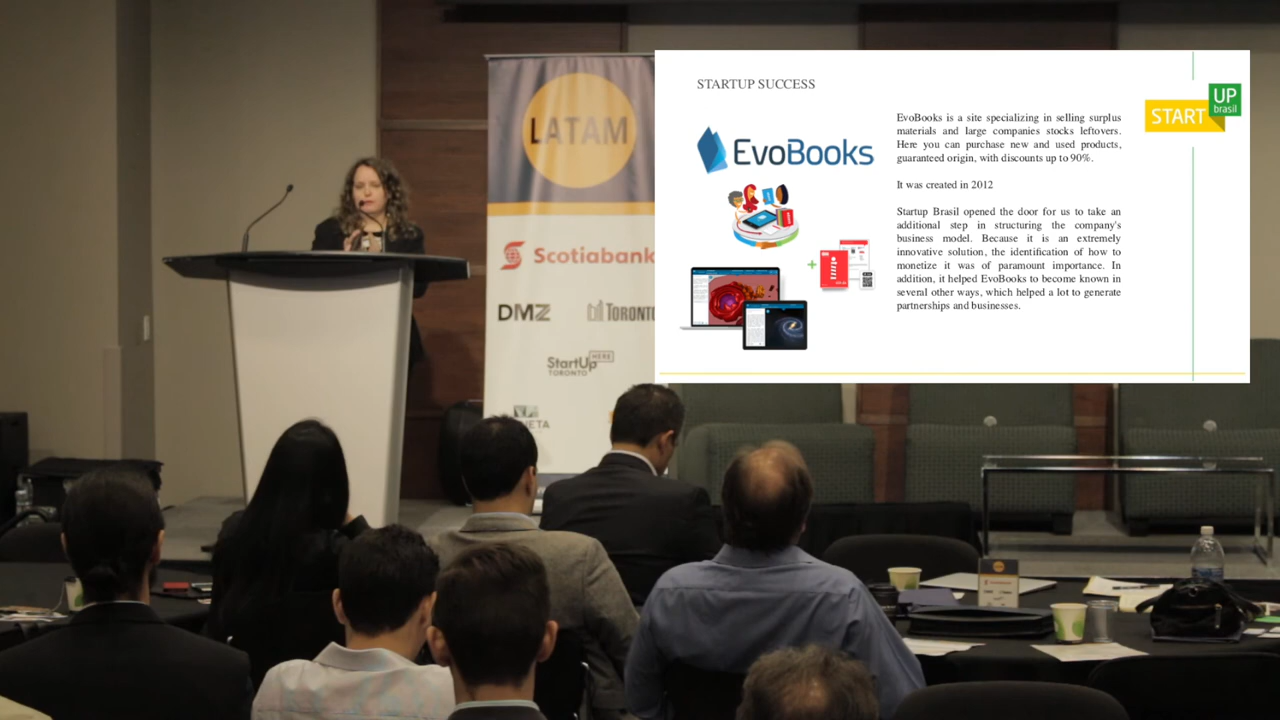 LATAM
Scotiabank
DMZ
TORONTO
StartUp
HERE
TORONTO
STARTUP SUCCESS
EvoBooks
EvoBooks is a site specializing in selling surplus
materials and large companies stocks leftovers.
Here you can purchase new and used products,
guaranteed origin, with discounts up to 90%.
It was created in 2012
Startup Brasil opened the door for us to take an
additional step in structuring the company's
business model. Because it is an extremely
innovative solution, the identification of how to
monetize it was of paramount importance. In
addition, it helped EvoBooks to become known in
several other ways, which helped a lot to generate
partnerships and businesses.
START
UP
brasil